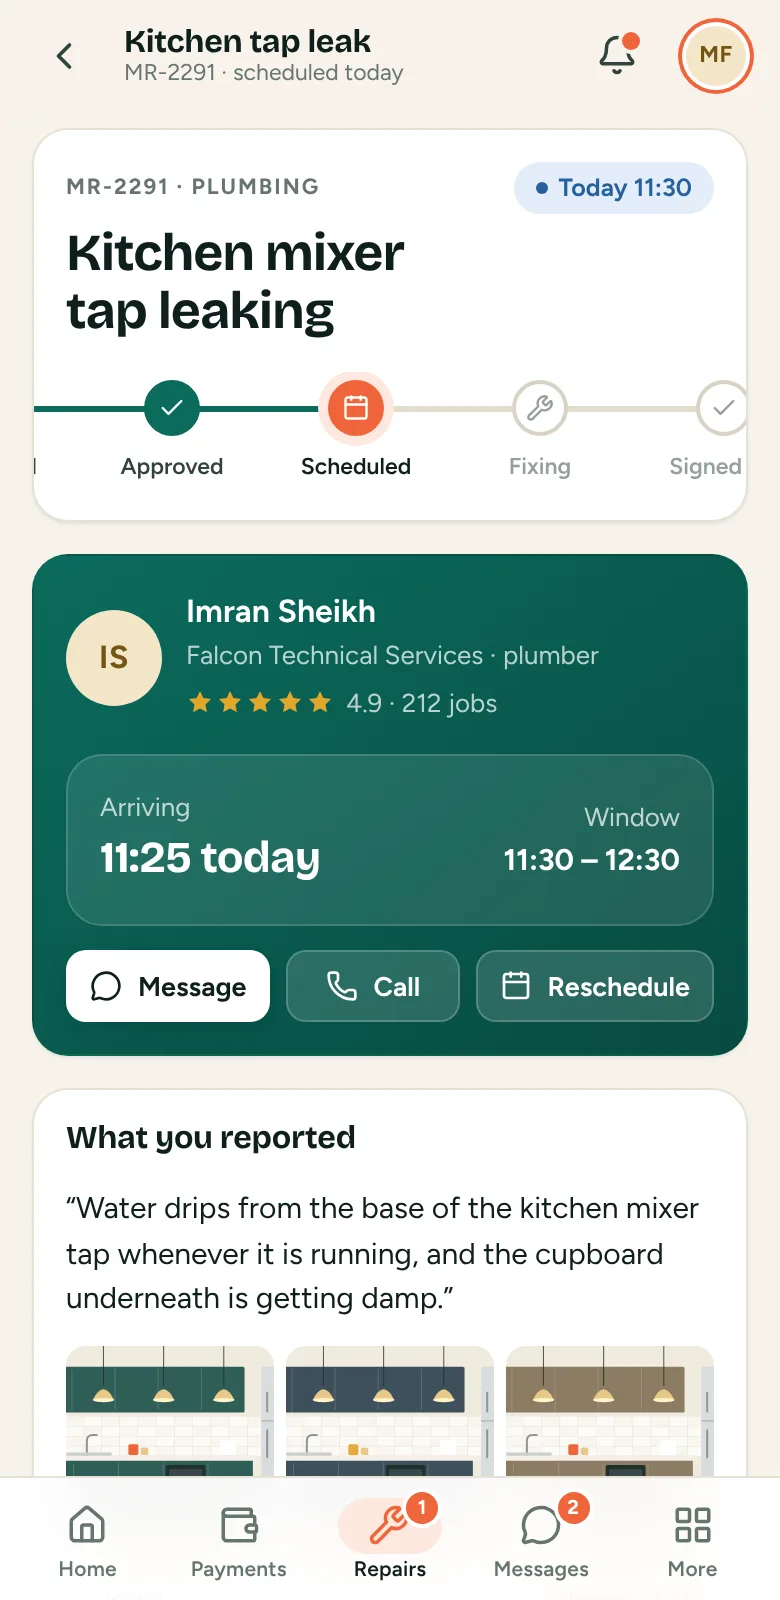 Kitchen tap leak
MR-2291 · scheduled today
MF
MR-2291 · PLUMBING
Today 11:30
Kitchen mixer
tap leaking
Approved
Scheduled
Fixing
Signed
IS
Imran Sheikh
Falcon Technical Services · plumber
4.9 · 212 jobs
Arriving
11:25 today
Window
11:30 – 12:30
Message
Call
Reschedule
What you reported
“Water drips from the base of the kitchen mixer
tap whenever it is running, and the cupboard
underneath is getting damp.”
1
2
Home
Payments
Repairs
Messages
More